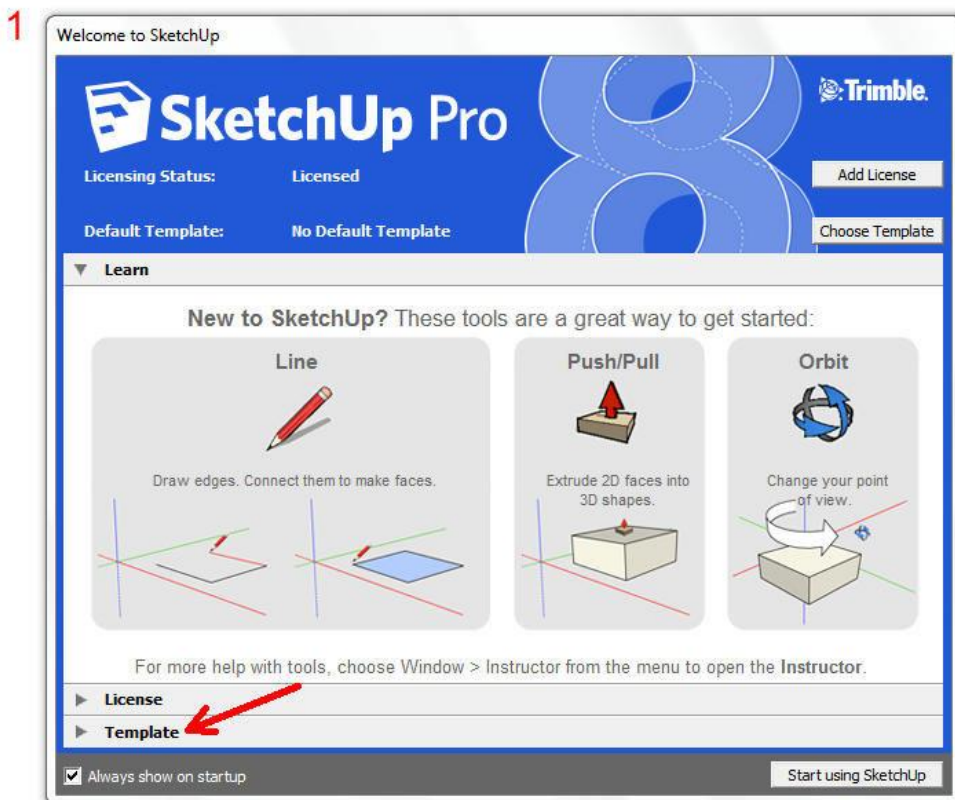 1
Welcome to SketchUp
SketchUp Pro
Trimble.
Licensing Status: Licensed
Add License
Default Template: No Default Template
Choose Template
Learn
New to SketchUp? These tools are a great way to get started:
Line
Push/Pull
Orbit
Draw edges. Connect them to make faces.
Extrude 2D faces into
3D shapes.
Change your point
of view.
For more help with tools, choose Window > Instructor from the menu to open the Instructor.
License
Template
Always show on startup
Start using SketchUp